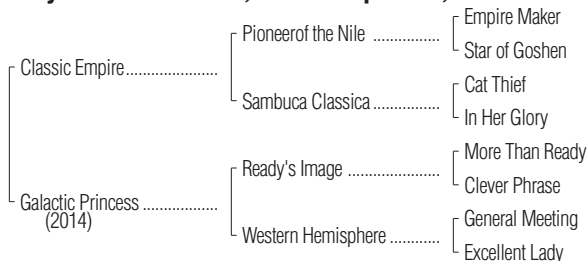 Empire Maker
Pioneerof the Nile ................
Star of Goshen
Classic Empire......................
Cat Thief
Sambuca Classica ................
In Her Glory
More Than Ready
Ready's Image ......................
Clever Phrase
Galactic Princess ..................
(2014)
General Meeting
Western Hemisphere ............
Excellent Lady